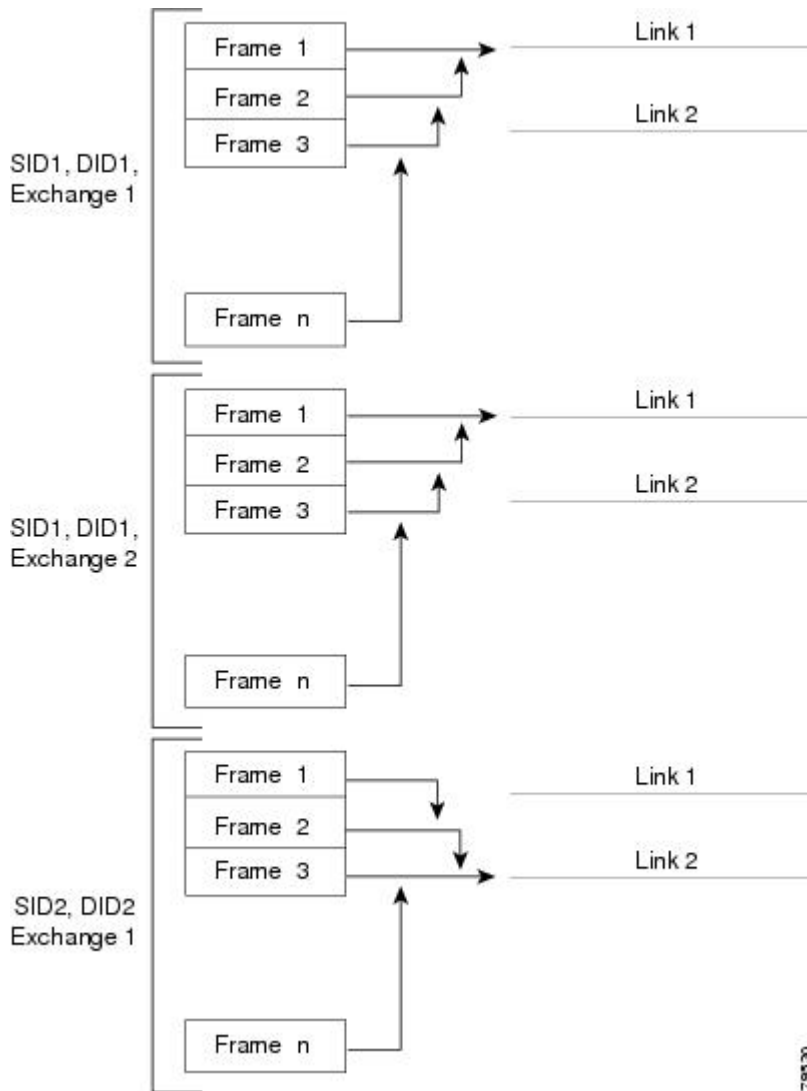 Frame 1
Link 1
Frame 2
Link 2
Frame 3
SID1, DID1,
Exchange 1
Frame n
Frame 1
Link 1
Frame 2
Link 2
Frame 3
SID1, DID1,
Exchange 2
Frame n
Frame 1
Link 1
Frame 2
Frame 3
Link 2
SID2, DID2
Exchange 1
Frame n